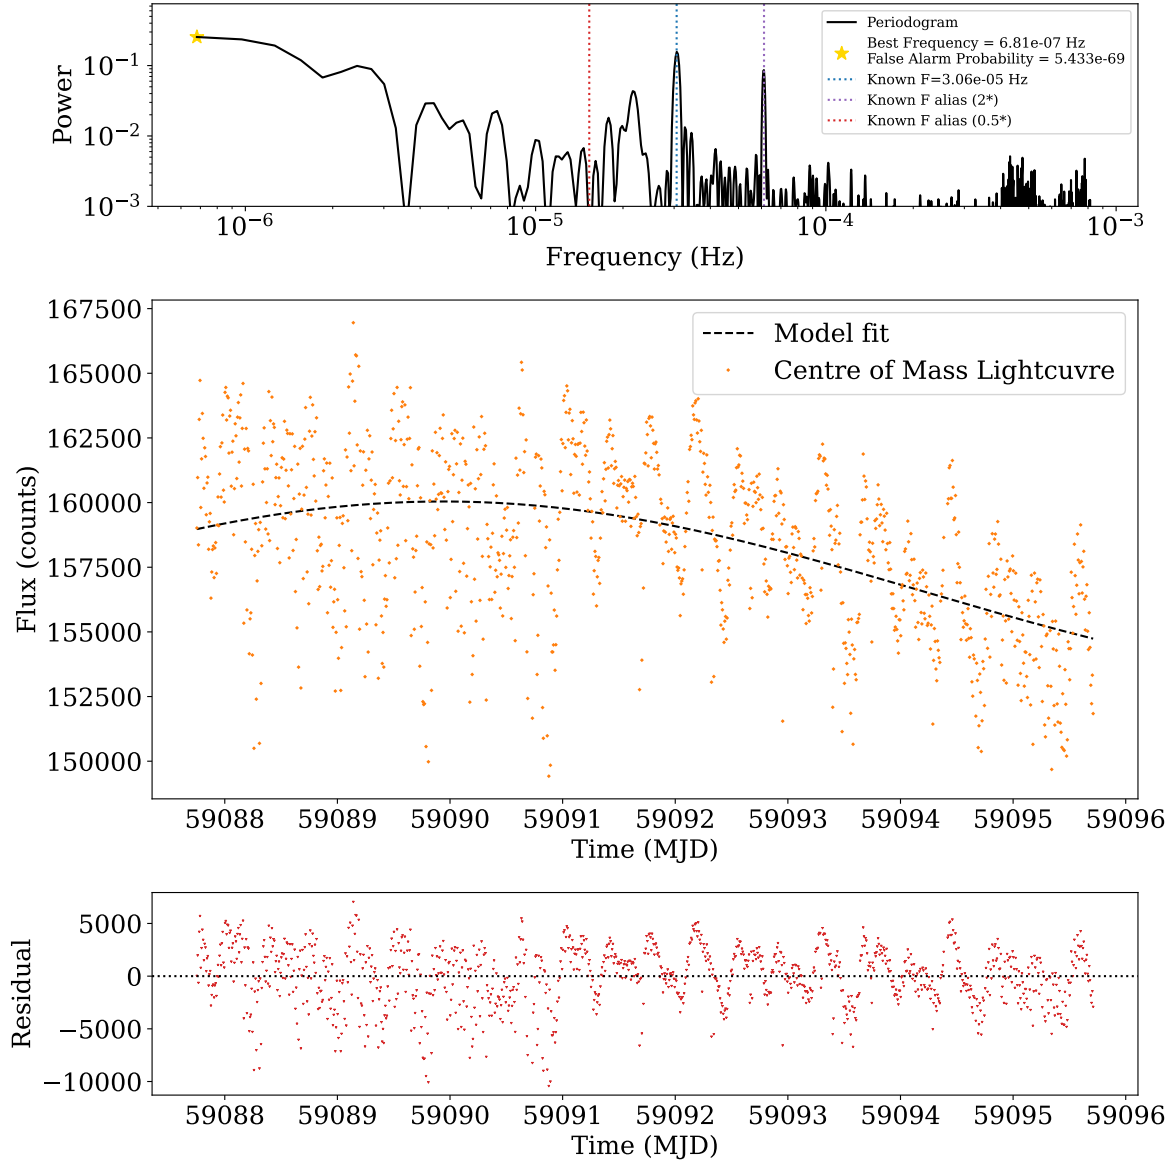 Power
10⁻¹
10⁻²
10⁻³
Periodogram
Best Frequency = 6.81e-07 Hz
False Alarm Probability = 5.433e-69
Known F=3.06e-05 Hz
Known F alias (2*)
Known F alias (0.5*)
10⁻⁶ 10⁻⁵ 10⁻⁴ 10⁻³
Frequency (Hz)
Flux (counts)
167500
165000
162500
160000
157500
155000
152500
150000
Model fit
Centre of Mass Lightcuvre
59088 59089 59090 59091 59092 59093 59094 59095 59096
Time (MJD)
Residual
5000
0
−5000
−10000
59088 59089 59090 59091 59092 59093 59094 59095 59096
Time (MJD)